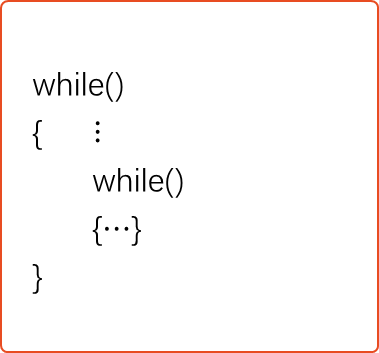 while()
{ ⋮
while()
{⋯}
}